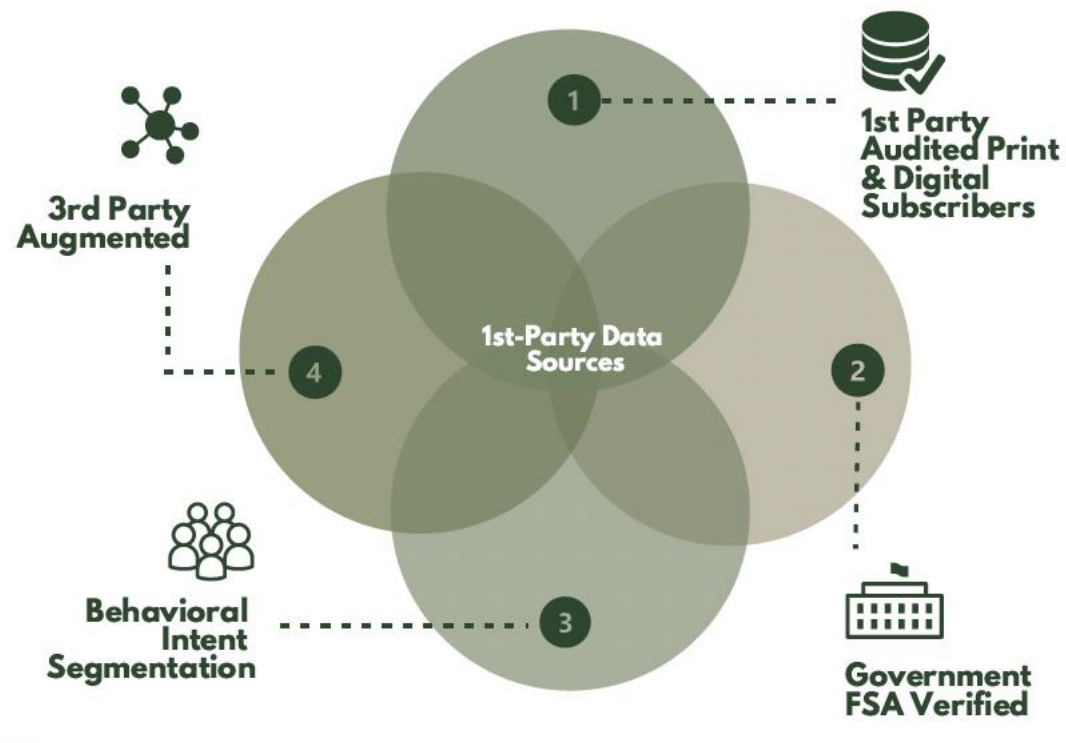 1
1st Party
Audited Print
& Digital
Subscribers
3rd Party
Augmented
1st-Party Data
Sources
4
2
3
Behavioral
Intent
Segmentation
Government
FSA Verified